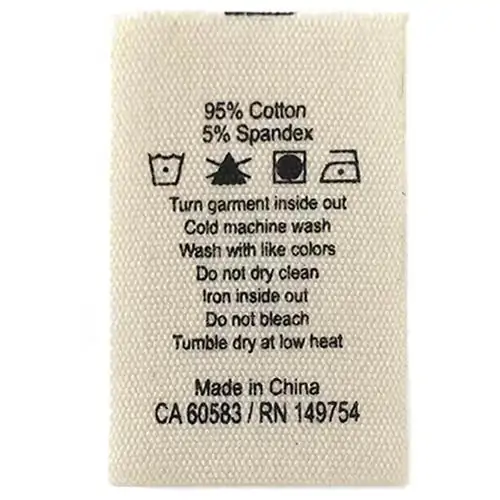 95% Cotton
5% Spandex
Turn garment inside out
Cold machine wash
Wash with like colors
Do not dry clean
Iron inside out
Do not bleach
Tumble dry at low heat
Made in China
CA 60583 / RN 149754